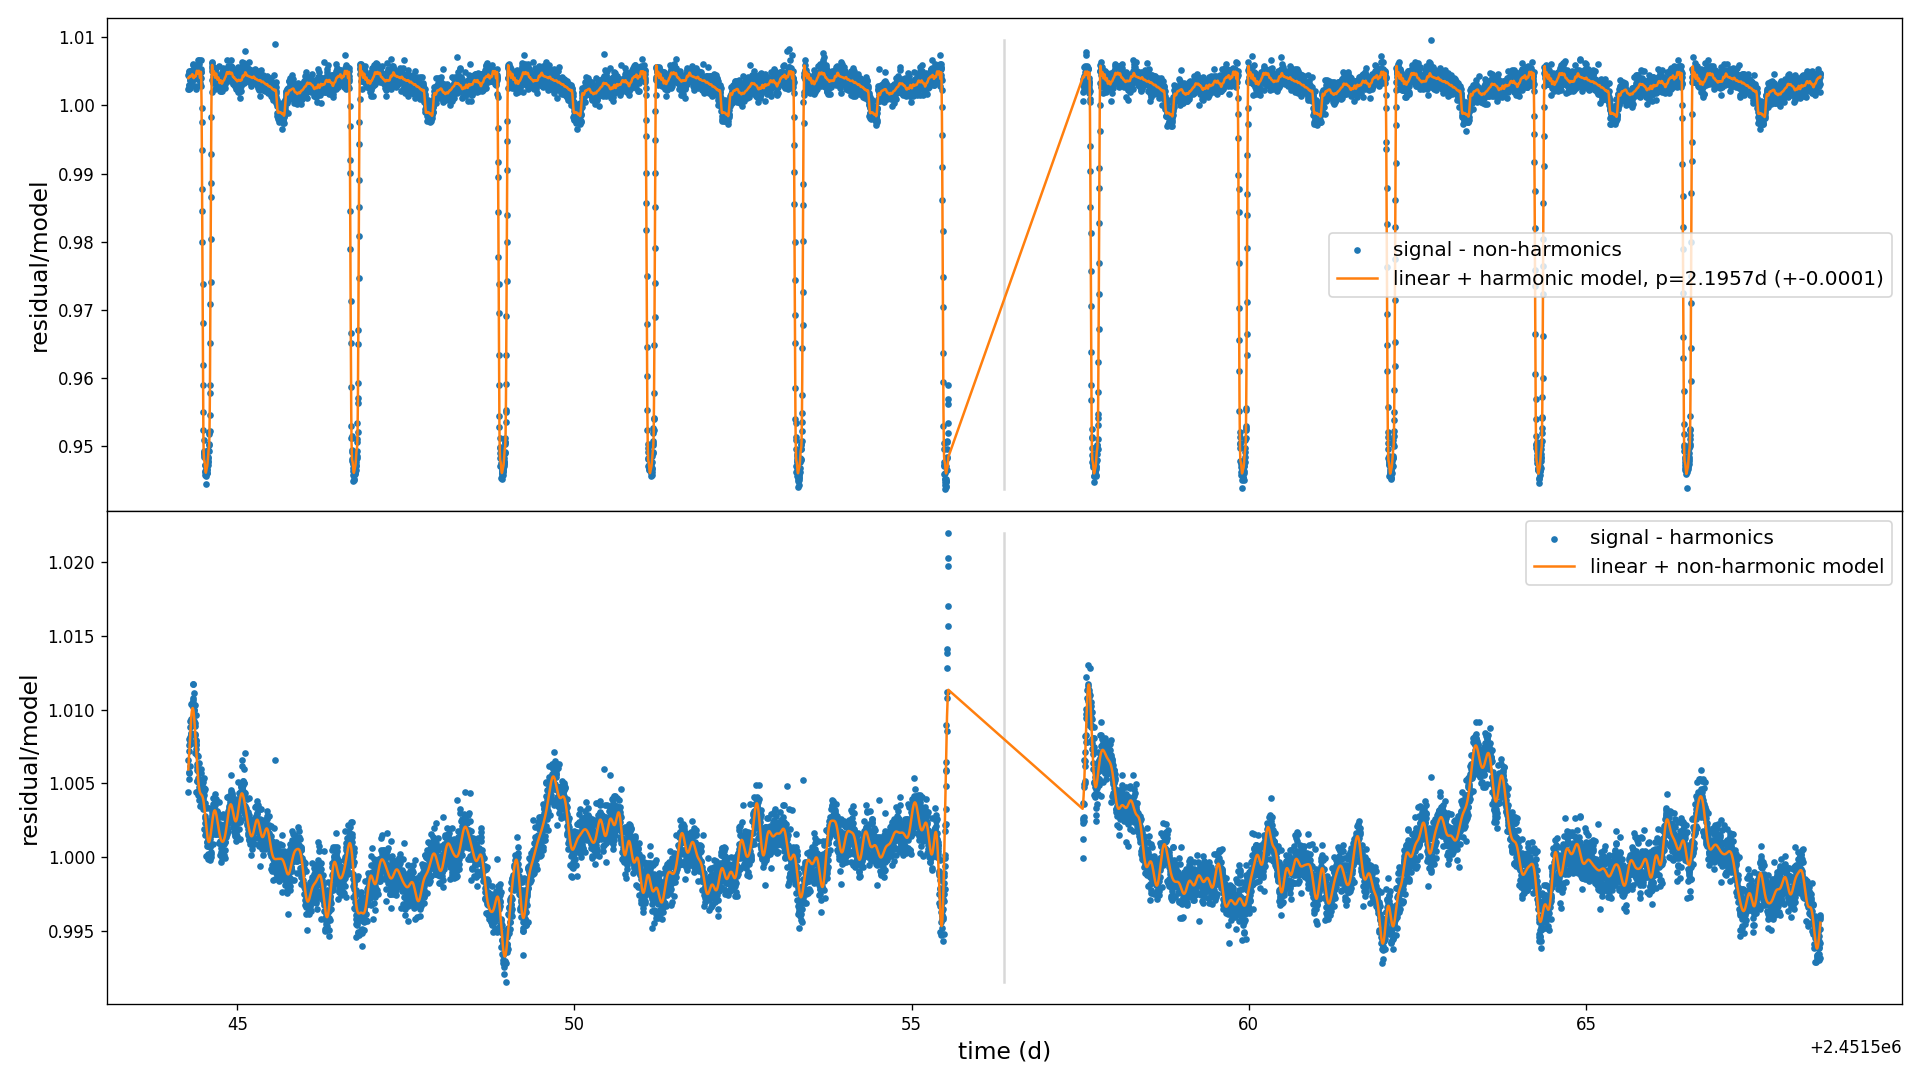 1.01
1.00
0.99
0.98
0.97
0.96
0.95
residual/model
signal - non-harmonics
linear + harmonic model, p=2.1957d (+-0.0001)
1.020
1.015
1.010
1.005
1.000
0.995
residual/model
signal - harmonics
linear + non-harmonic model
45 50 55 60 65
time (d)
+2.4515e6